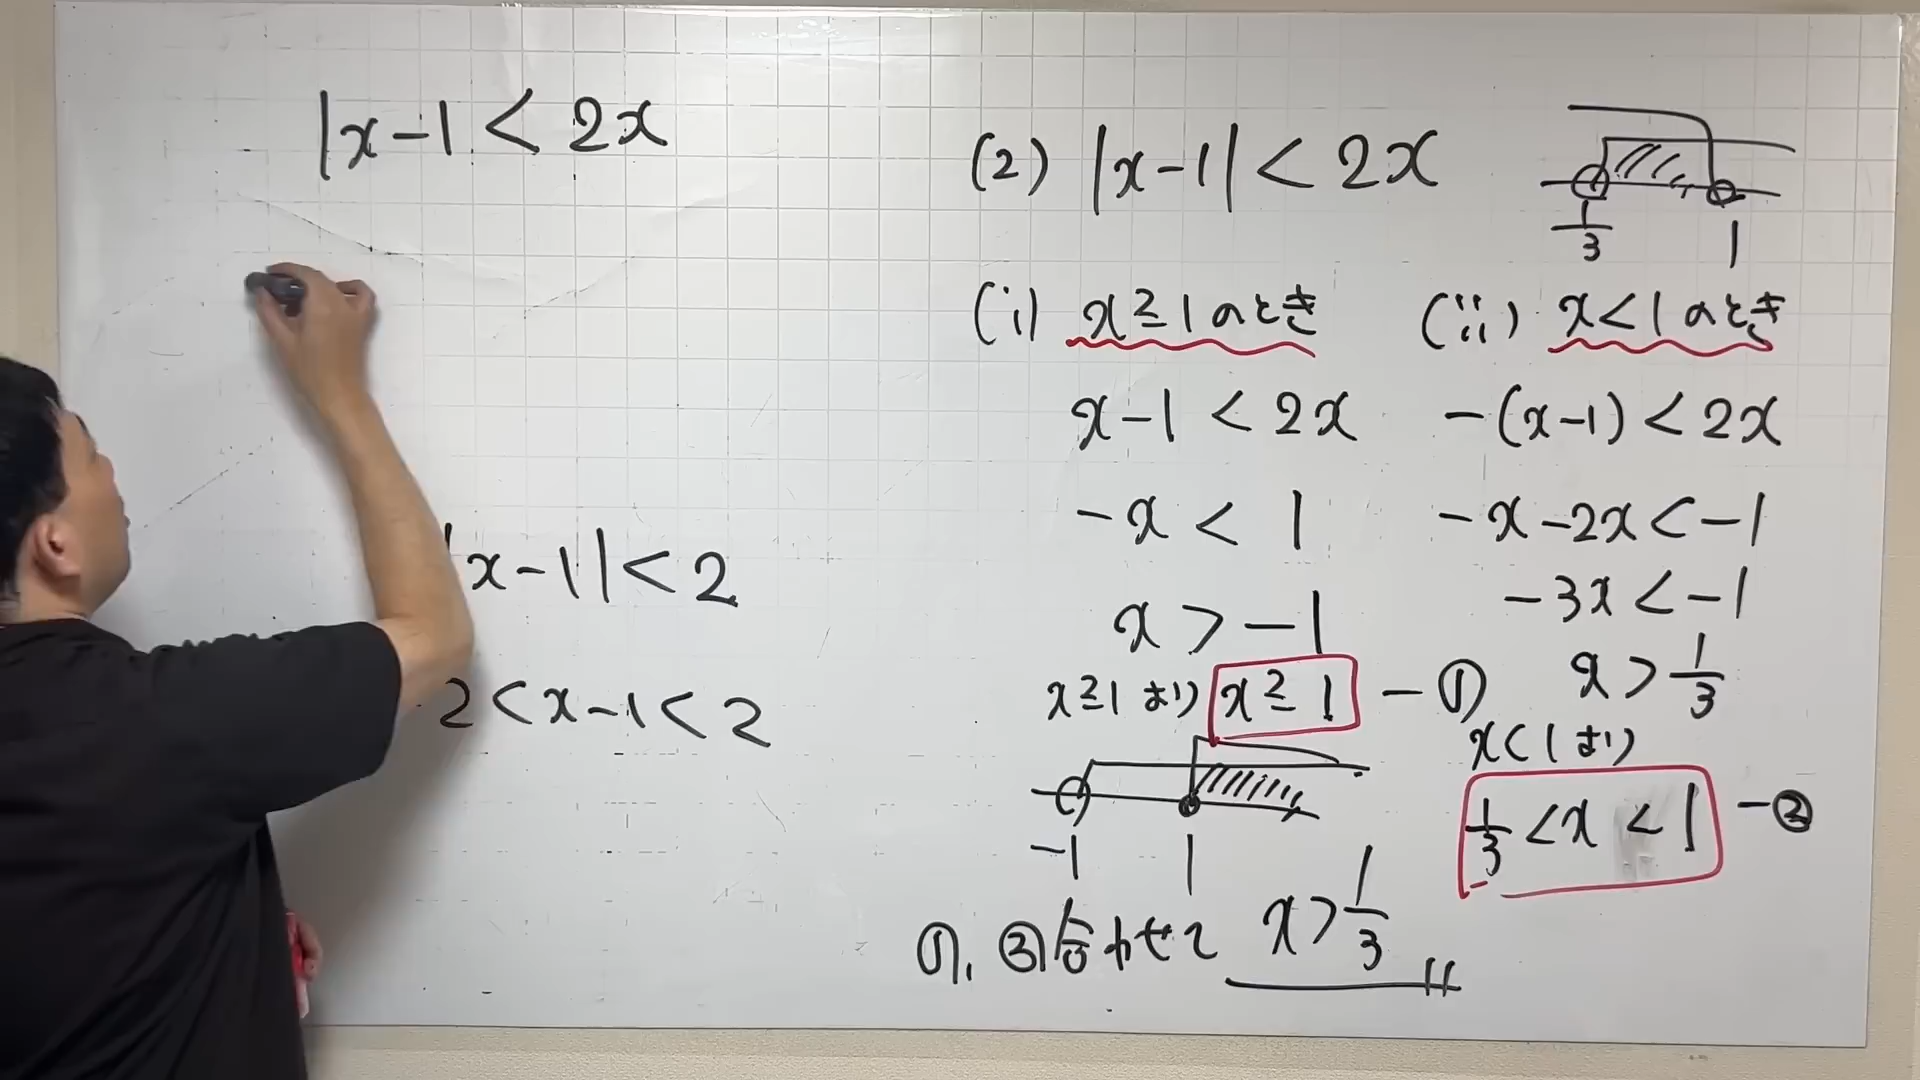 |x-1 < 2x
|x-1| < 2
2 < x-1 < 2
(2) |x-1| < 2x
1/3 1
(i) x≧1のとき
x-1 < 2x
-x < 1
x > -1
x≧1より x≧1 -①
-1 1
(ii) x<1のとき
-(x-1) < 2x
-x-2x < -1
-3x < -1
x > 1/3
x<1より
1/3 < x < 1 -②
①, ②合わせて x > 1/3